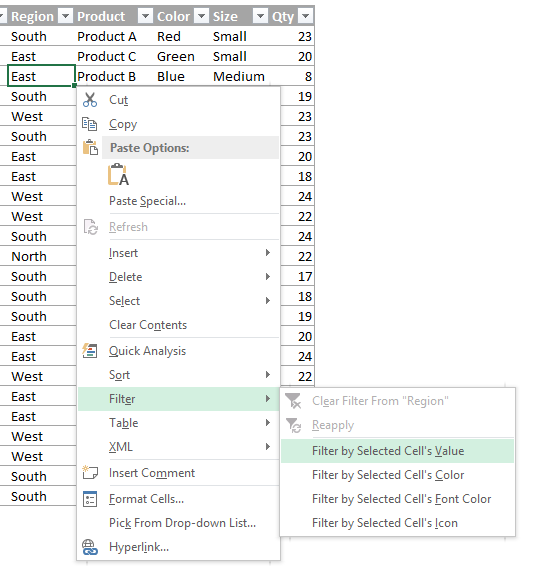 Region Product Color Size Qty
South Product A Red Small 23
East Product C Green Small 20
East Product B Blue Medium 8
South 19
West 23
South 23
East 20
East 18
West 24
West 22
South 24
North 22
South 17
South 18
South 19
East 20
East 24
West 22
East
East
West
West
South
South
Cut
Copy
Paste Options:
A
Paste Special...
Refresh
Insert
Delete
Select
Clear Contents
Quick Analysis
Sort
Filter
Table
XML
Insert Comment
Format Cells...
Pick From Drop-down List...
Hyperlink...
Clear Filter From "Region"
Reapply
Filter by Selected Cell's Value
Filter by Selected Cell's Color
Filter by Selected Cell's Font Color
Filter by Selected Cell's Icon